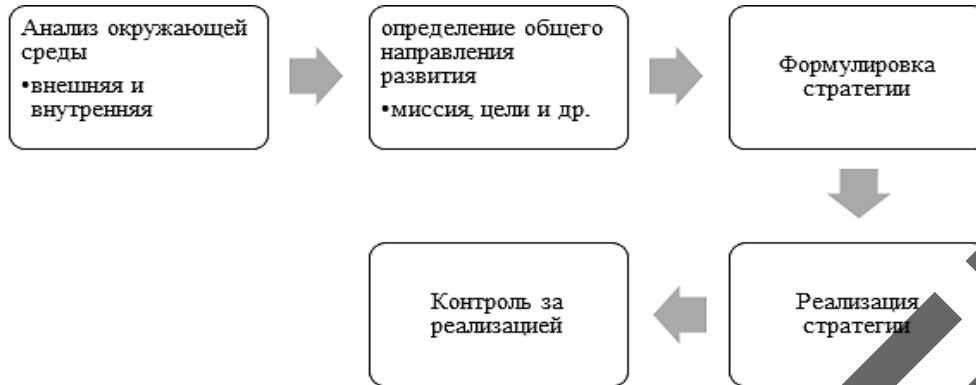 Анализ окружающей
среды
•внешняя и
внутренняя
определение общего
направления
развития
•миссия, цели и др.
Формулировка
стратегии
Реализация
стратегии
Контроль за
реализацией